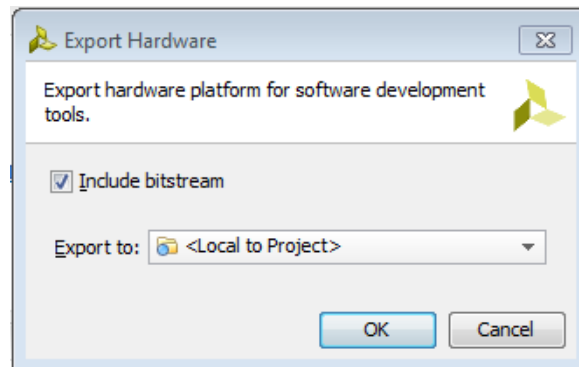 Export Hardware
Export hardware platform for software development
tools.
Include bitstream
Export to: <Local to Project>
OK Cancel